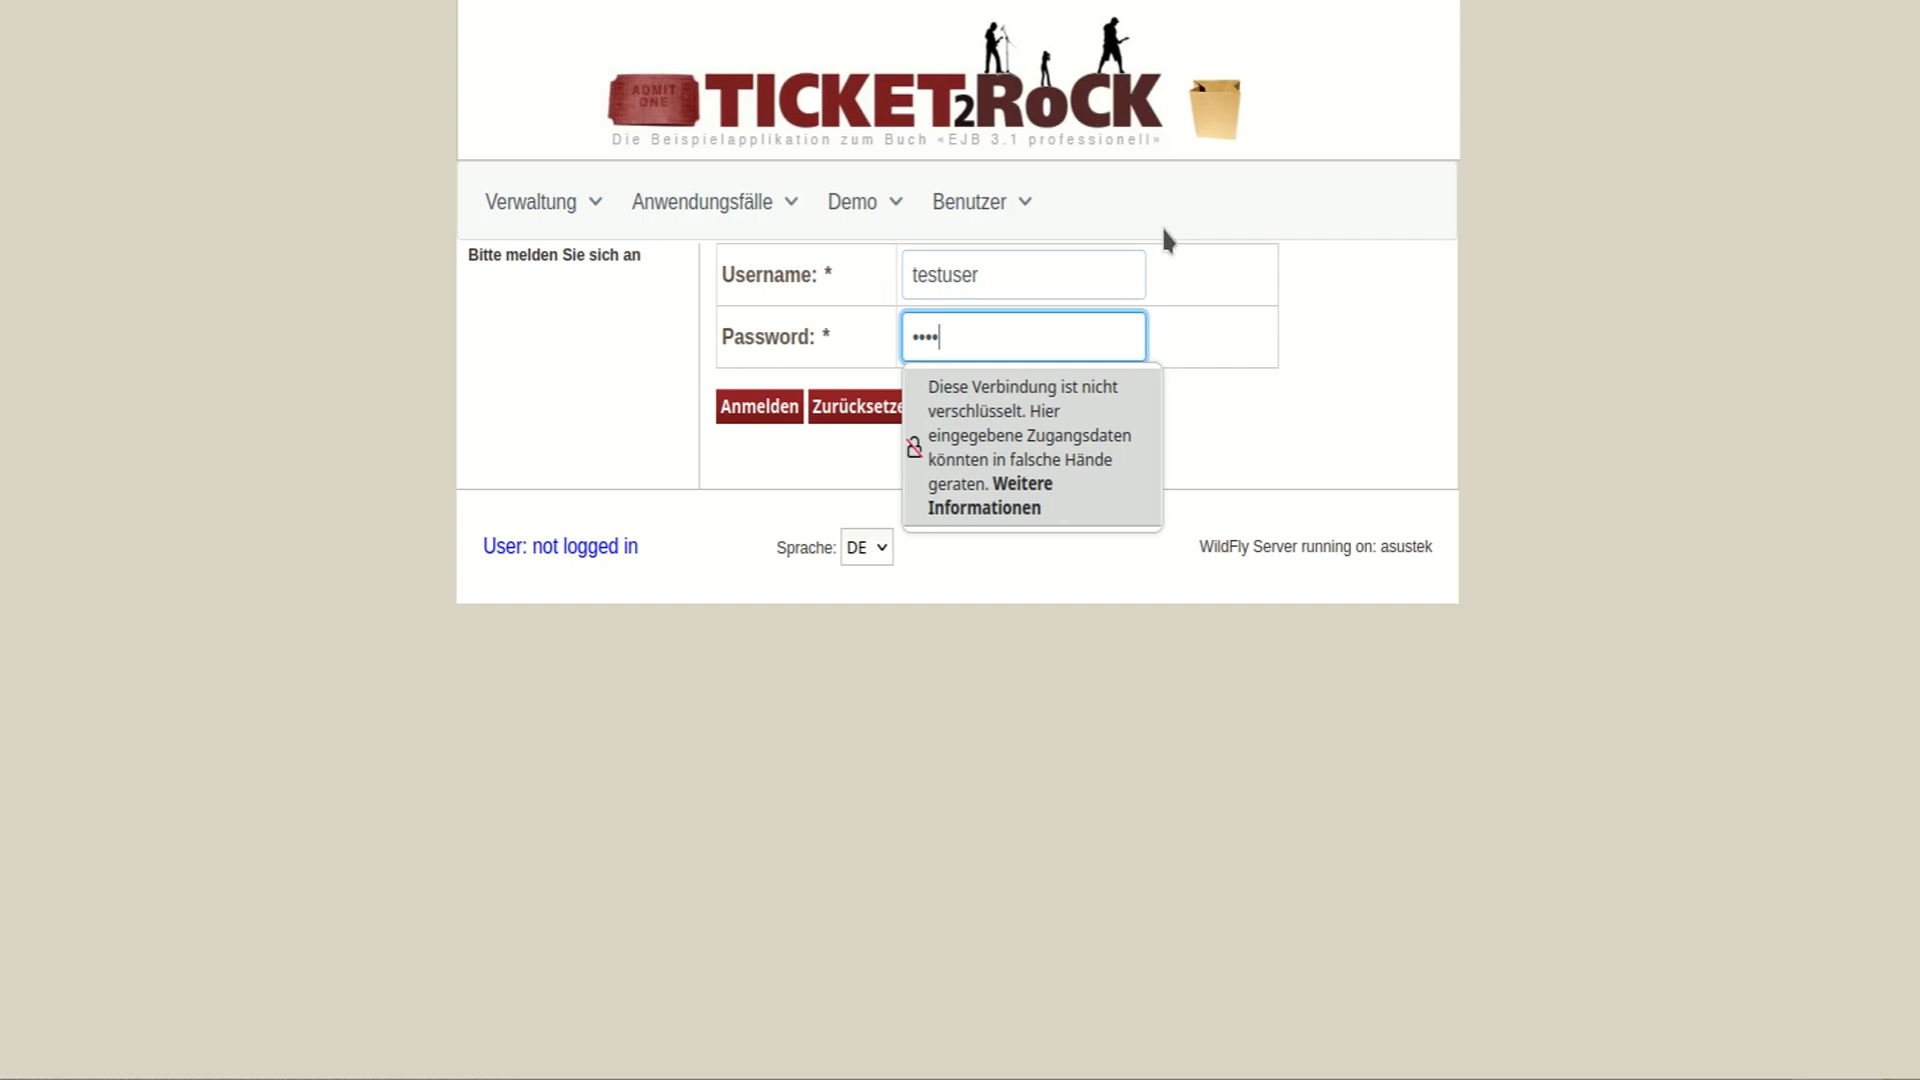 ADMIT
ONE
TICKET2RoCK
Die Beispielapplikation zum Buch «EJB 3.1 professionell»
Verwaltung Anwendungsfälle Demo Benutzer
Bitte melden Sie sich an
Username: * testuser
Password: * ••••
Anmelden Zurücksetze
Diese Verbindung ist nicht
verschlüsselt. Hier
eingegebene Zugangsdaten
könnten in falsche Hände
geraten. Weitere
Informationen
User: not logged in
Sprache: DE
WildFly Server running on: asustek